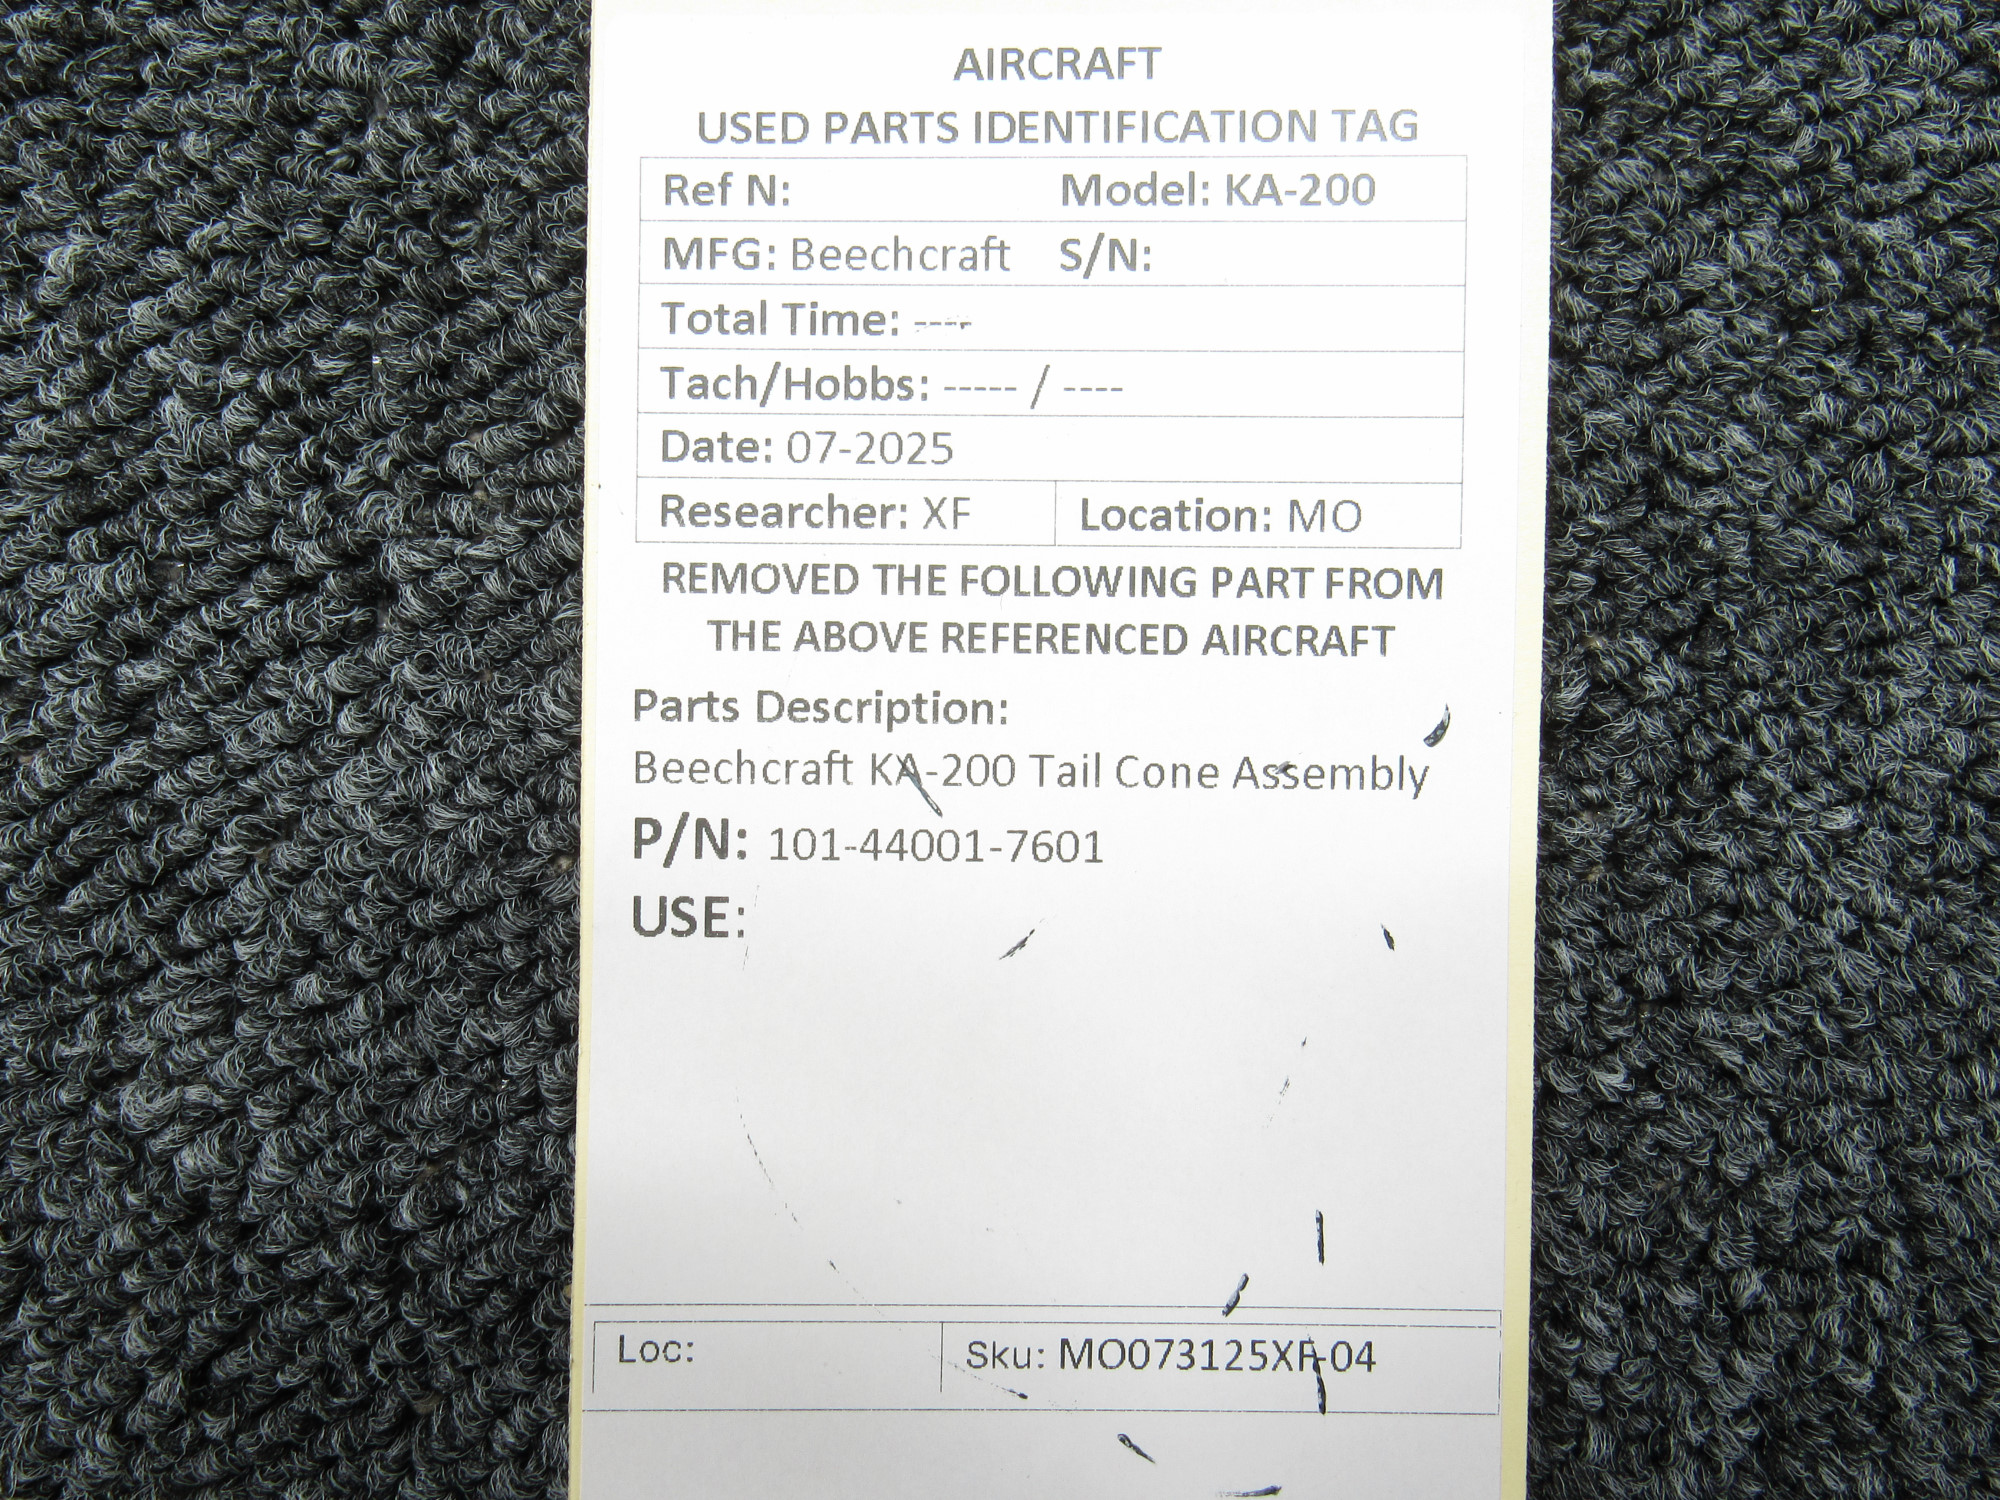 AIRCRAFT
USED PARTS IDENTIFICATION TAG
Ref N: Model: KA-200
MFG: Beechcraft S/N:
Total Time: ----
Tach/Hobbs: ----- / ----
Date: 07-2025
Researcher: XF Location: MO
REMOVED THE FOLLOWING PART FROM
THE ABOVE REFERENCED AIRCRAFT
Parts Description:
Beechcraft KA-200 Tail Cone Assembly
P/N: 101-44001-7601
USE:
Loc: Sku: MO073125XF-04